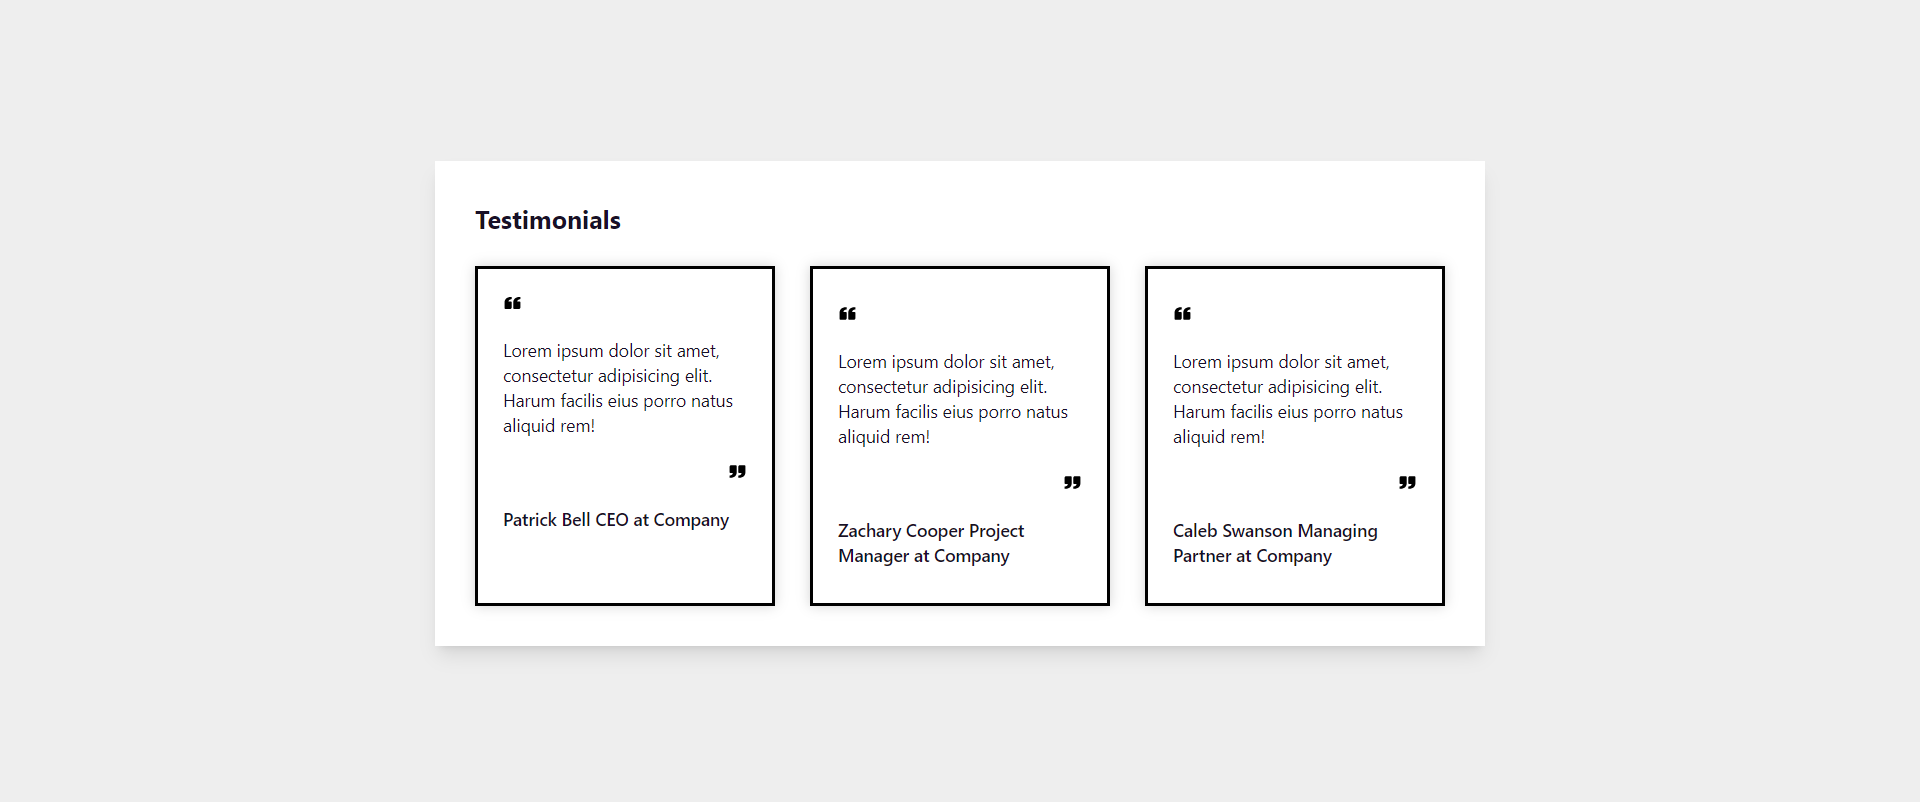 Testimonials
❝
Lorem ipsum dolor sit amet,
consectetur adipisicing elit.
Harum facilis eius porro natus
aliquid rem!
❞
Patrick Bell CEO at Company
❝
Lorem ipsum dolor sit amet,
consectetur adipisicing elit.
Harum facilis eius porro natus
aliquid rem!
❞
Zachary Cooper Project
Manager at Company
❝
Lorem ipsum dolor sit amet,
consectetur adipisicing elit.
Harum facilis eius porro natus
aliquid rem!
❞
Caleb Swanson Managing
Partner at Company